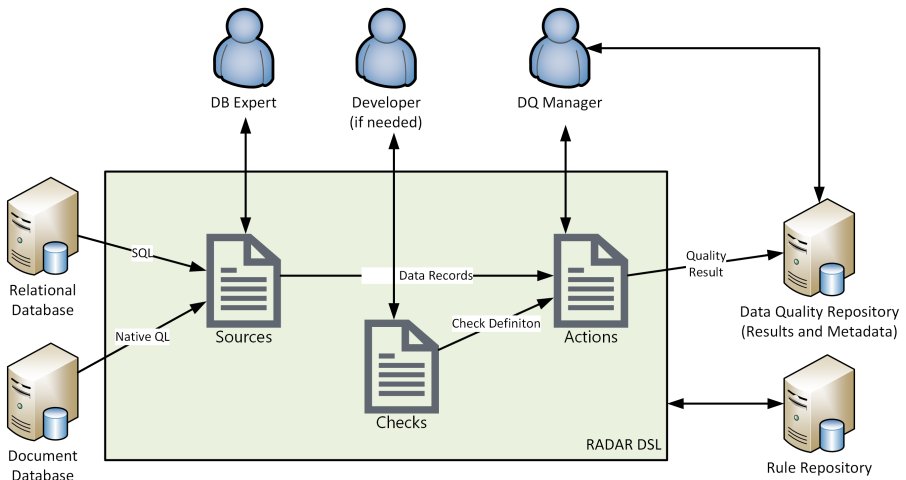 DB Expert
Developer
(if needed)
DQ Manager
SQL
Relational
Database
Native QL
Sources
Data Records
Check Definiton
Actions
Quality
Result
Data Quality Repository
(Results and Metadata)
Checks
Document
Database
RADAR DSL
Rule Repository